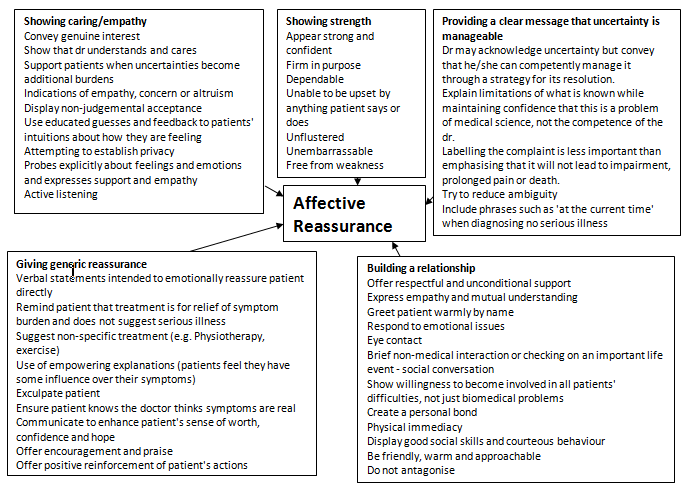 Showing caring/empathy
Convey genuine interest
Show that dr understands and cares
Support patients when uncertainties become
additional burdens
Indications of empathy, concern or altruism
Display non-judgemental acceptance
Use educated guesses and feedback to patients'
intuitions about how they are feeling
Attempting to establish privacy
Probes explicitly about feelings and emotions
and expresses support and empathy
Active listening
Showing strength
Appear strong and
confident
Firm in purpose
Dependable
Unable to be upset by
anything patient says or
does
Unflustered
Unembarrassable
Free from weakness
Providing a clear message that uncertainty is
manageable
Dr may acknowledge uncertainty but convey
that he/she can competently manage it
through a strategy for its resolution.
Explain limitations of what is known while
maintaining confidence that this is a problem
of medical science, not the competence of the
dr.
Labelling the complaint is less important than
emphasising that it will not lead to impairment,
prolonged pain or death.
Try to reduce ambiguity
Include phrases such as 'at the current time'
when diagnosing no serious illness
Affective
Reassurance
Giving generic reassurance
Verbal statements intended to emotionally reassure patient
directly
Remind patient that treatment is for relief of symptom
burden and does not suggest serious illness
Suggest non-specific treatment (e.g. Physiotherapy,
exercise)
Use of empowering explanations (patients feel they have
some influence over their symptoms)
Exculpate patient
Ensure patient knows the doctor thinks symptoms are real
Communicate to enhance patient's sense of worth,
confidence and hope
Offer encouragement and praise
Offer positive reinforcement of patient's actions
Building a relationship
Offer respectful and unconditional support
Express empathy and mutual understanding
Greet patient warmly by name
Respond to emotional issues
Eye contact
Brief non-medical interaction or checking on an important life
event - social conversation
Show willingness to become involved in all patients'
difficulties, not just biomedical problems
Create a personal bond
Physical immediacy
Display good social skills and courteous behaviour
Be friendly, warm and approachable
Do not antagonise